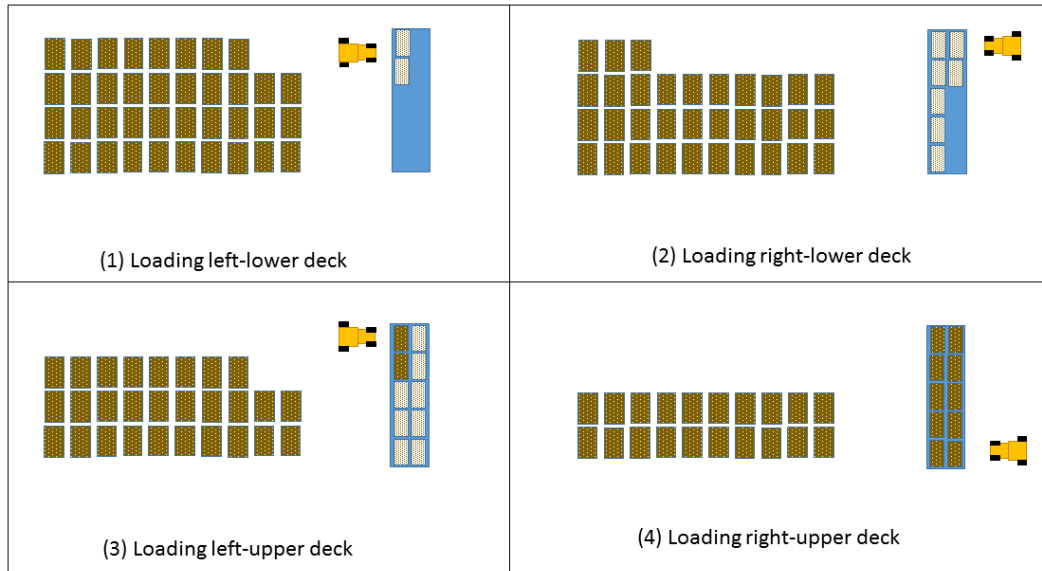 (1) Loading left-lower deck
(2) Loading right-lower deck
(3) Loading left-upper deck
(4) Loading right-upper deck